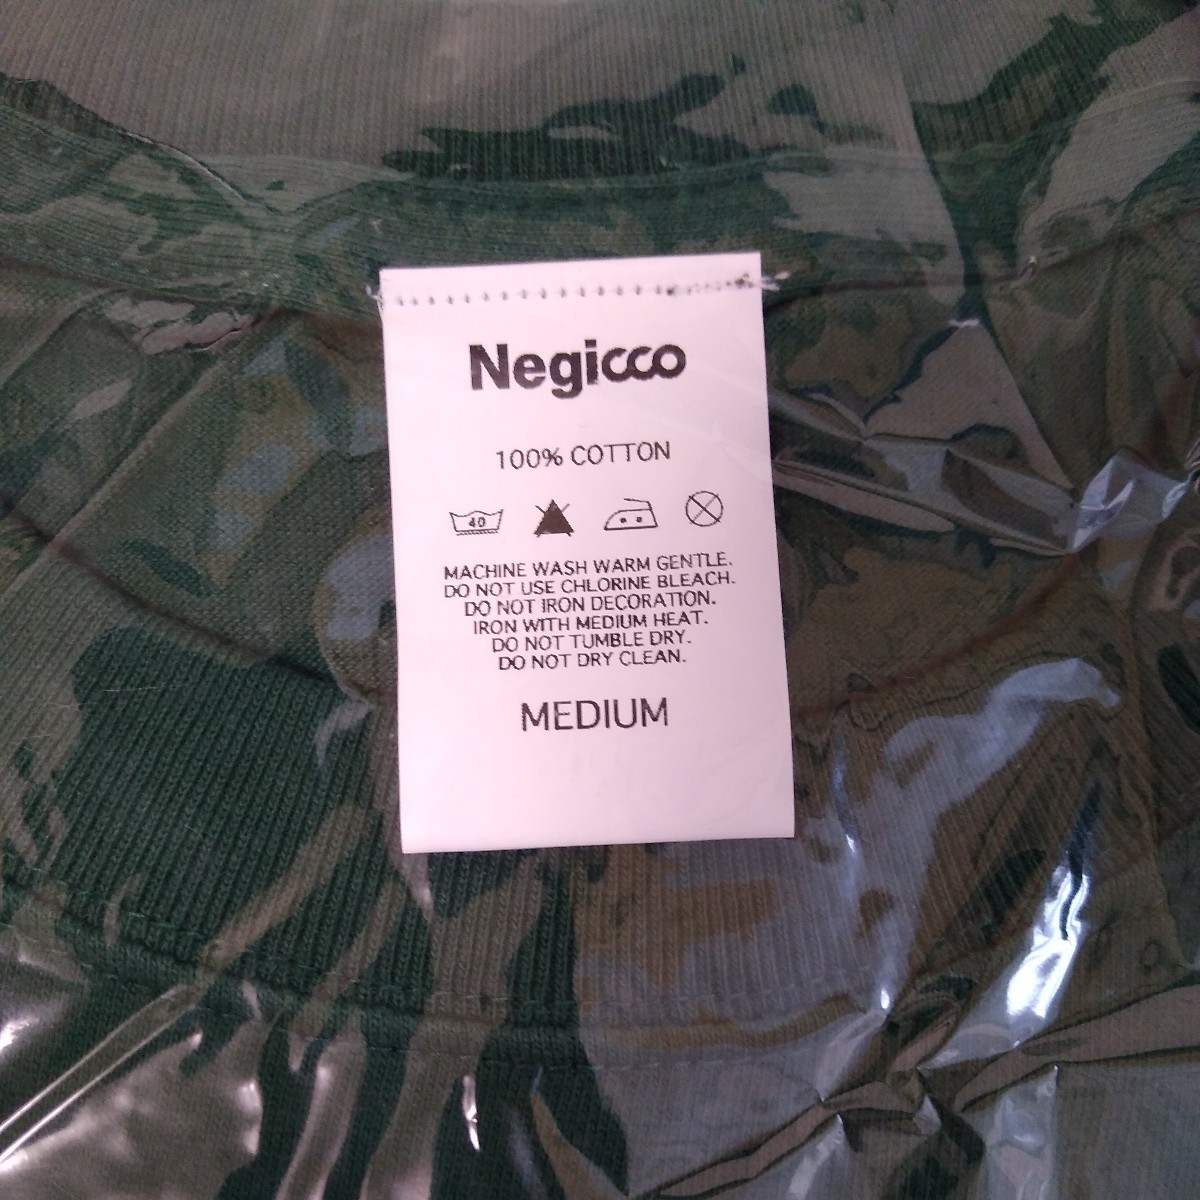 Negicco
100% COTTON
40
MACHINE WASH WARM GENTLE.
DO NOT USE CHLORINE BLEACH.
DO NOT IRON DECORATION.
IRON WITH MEDIUM HEAT.
DO NOT TUMBLE DRY.
DO NOT DRY CLEAN.
MEDIUM